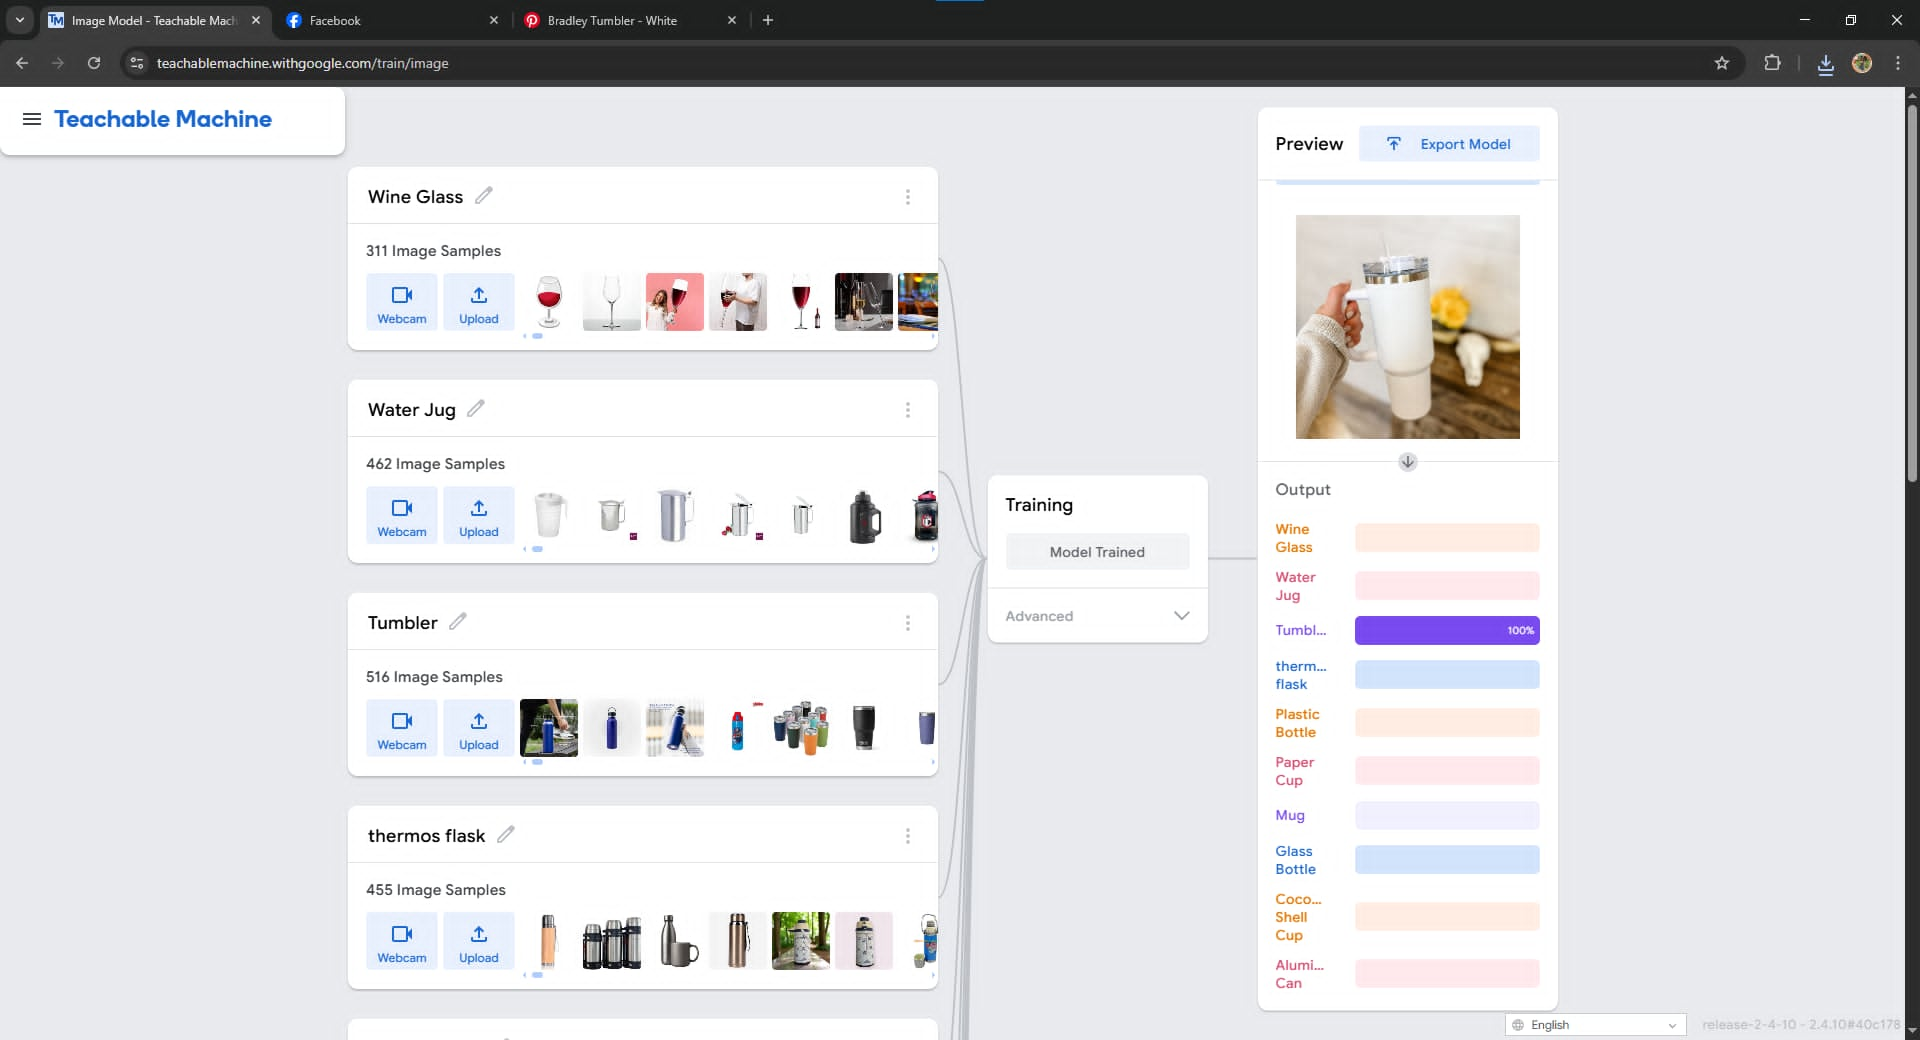 Image Model - Teachable Mach
Facebook
Bradley Tumbler - White
teachablemachine.withgoogle.com/train/image
Teachable Machine
Wine Glass
311 Image Samples
Webcam
Upload
Water Jug
462 Image Samples
Webcam
Upload
Tumbler
516 Image Samples
Webcam
Upload
thermos flask
455 Image Samples
Webcam
Upload
Training
Model Trained
Advanced
Preview
Export Model
Output
Wine
Glass
Water
Jug
Tumbl...
100%
therm...
flask
Plastic
Bottle
Paper
Cup
Mug
Glass
Bottle
Coco...
Shell
Cup
Alumi...
Can
English
release-2-4-10 - 2.4.10#40c178